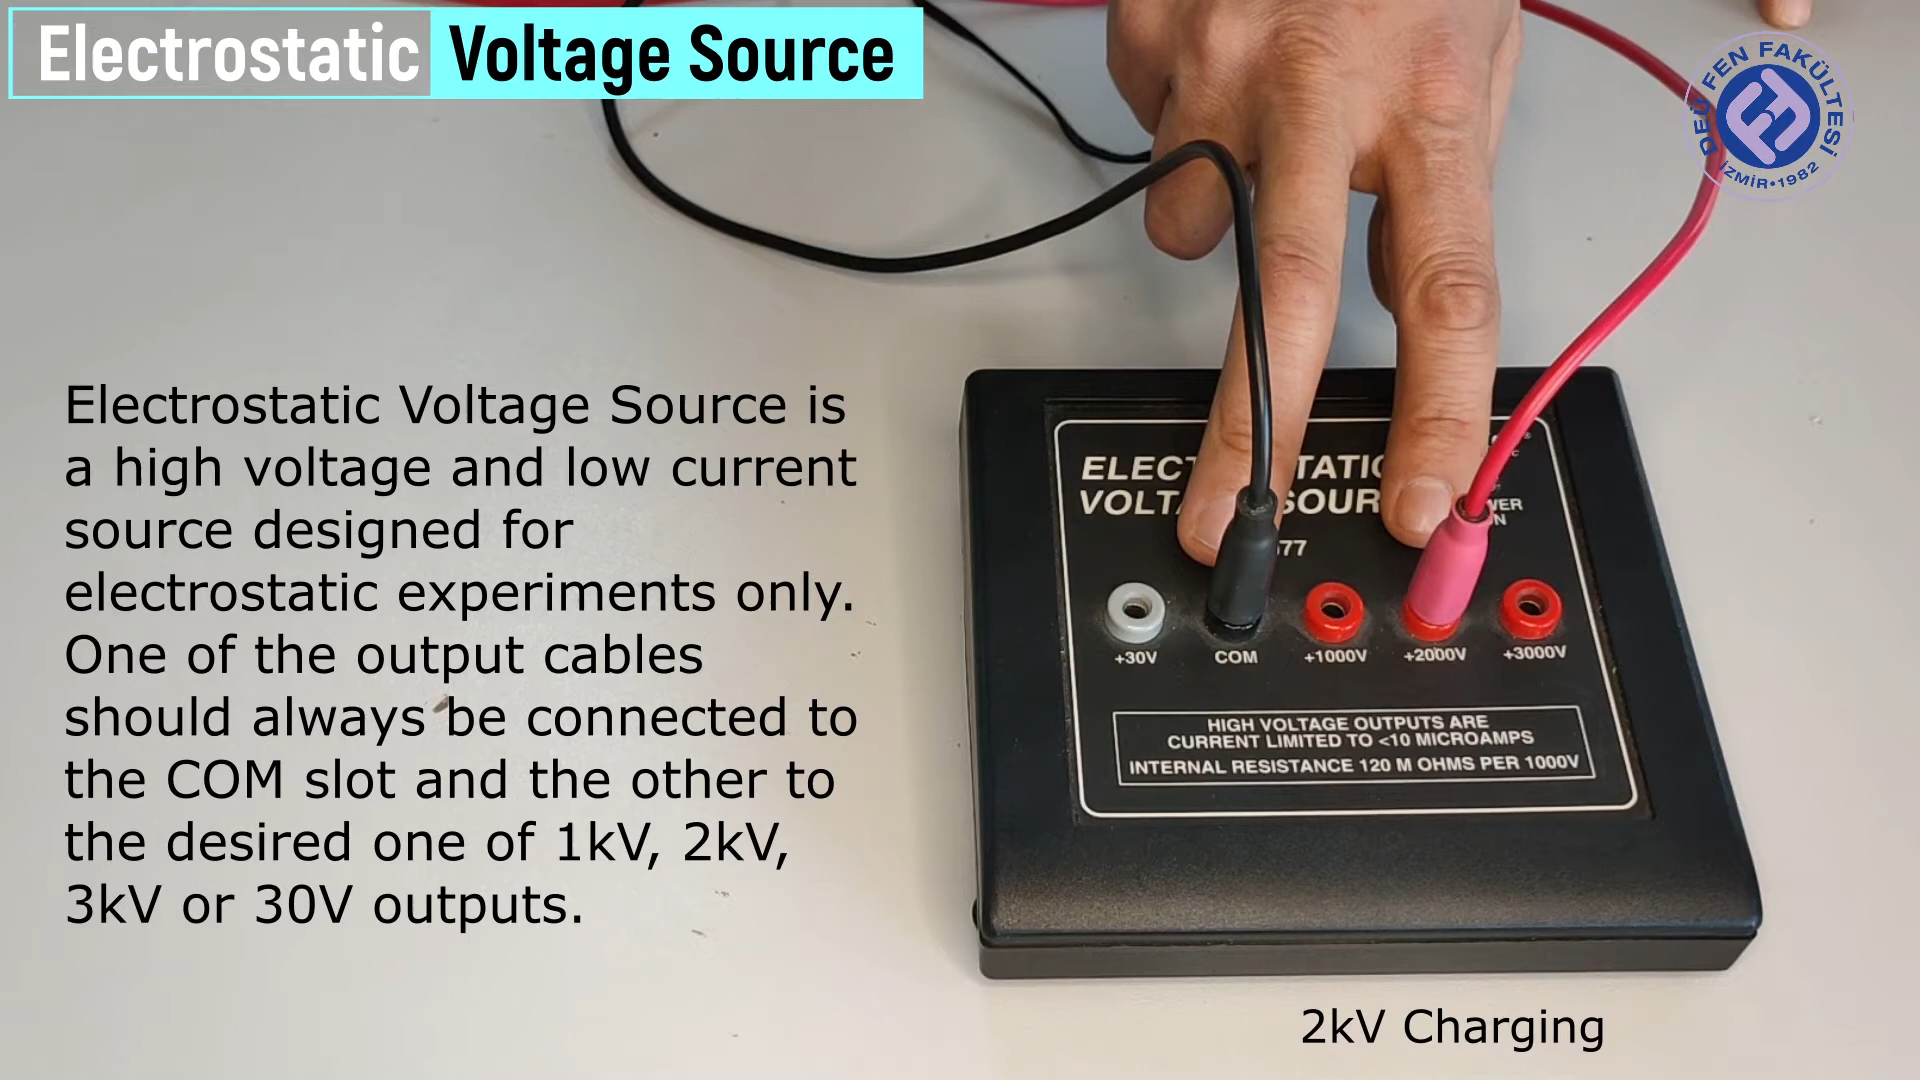 Electrostatic Voltage Source
DEÜ FEN FAKÜLTESİ
İZMİR•1982
Electrostatic Voltage Source is
a high voltage and low current
source designed for
electrostatic experiments only.
One of the output cables
should always be connected to
the COM slot and the other to
the desired one of 1kV, 2kV,
3kV or 30V outputs.
+30V COM +1000V +2000V +3000V
HIGH VOLTAGE OUTPUTS ARE
CURRENT LIMITED TO <10 MICROAMPS
INTERNAL RESISTANCE 120 M OHMS PER 1000V
2kV Charging